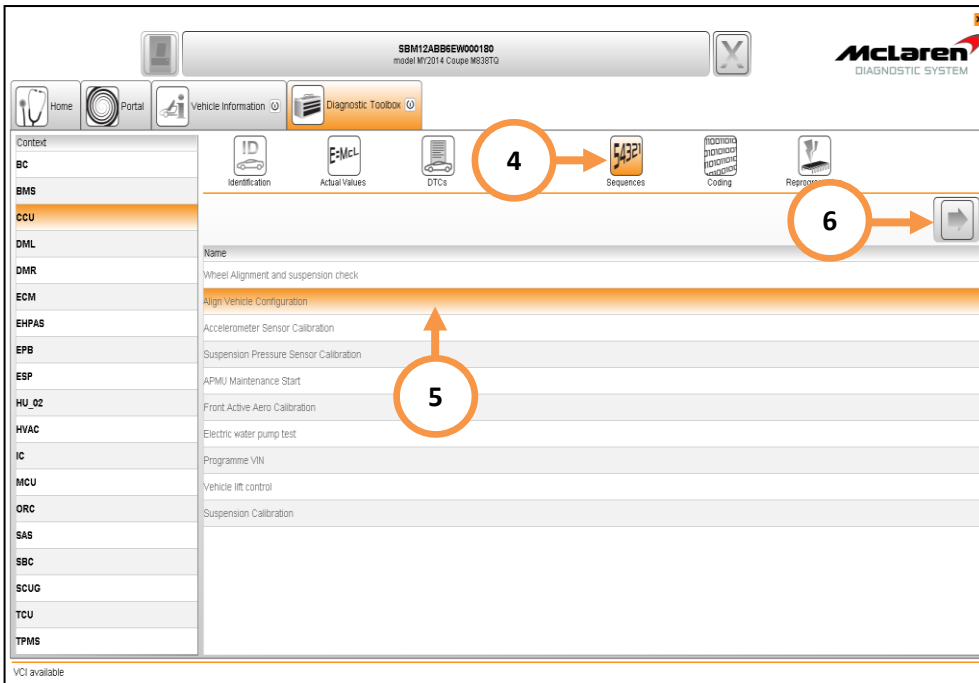 SBM12ABB6EW000180
model MY2014 Coupe M838TQ
McLaren
DIAGNOSTIC SYSTEM
Home
Portal
Vehicle Information
Diagnostic Toolbox
Context
BC
BMS
CCU
DML
DMR
ECM
EHPAS
EPB
ESP
HU_02
HVAC
IC
MCU
ORC
SAS
SBC
SCUG
TCU
TPMS
ID
Identification
E=McL
Actual Values
DTCs
4
54321
Sequences
Coding
6
Name
Wheel Alignment and suspension check
Align Vehicle Configuration
Accelerometer Sensor Calibration
Suspension Pressure Sensor Calibration
APMU Maintenance Start
5
Front Active Aero Calibration
Electric water pump test
Programme VIN
Vehicle lift control
Suspension Calibration
VCI available